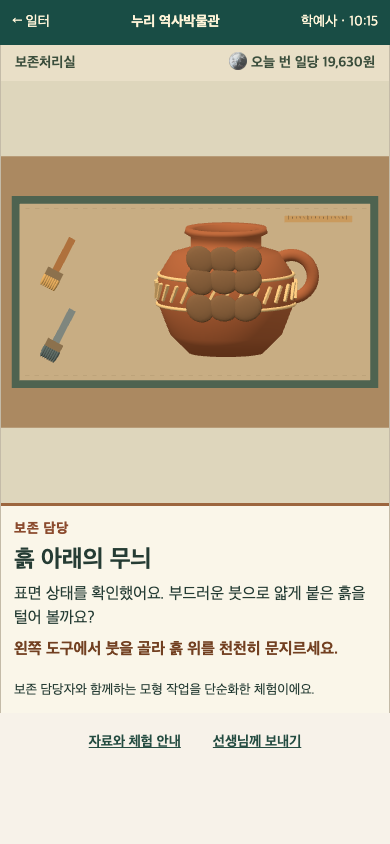 ← 일터 누리 역사박물관 학예사 · 10:15
보존처리실 오늘 번 일당 19,630원
보존 담당
흙 아래의 무늬
표면 상태를 확인했어요. 부드러운 붓으로 얇게 붙은 흙을
털어 볼까요?
왼쪽 도구에서 붓을 골라 흙 위를 천천히 문지르세요.
보존 담당자와 함께하는 모형 작업을 단순화한 체험이에요.
자료와 체험 안내 선생님께 보내기